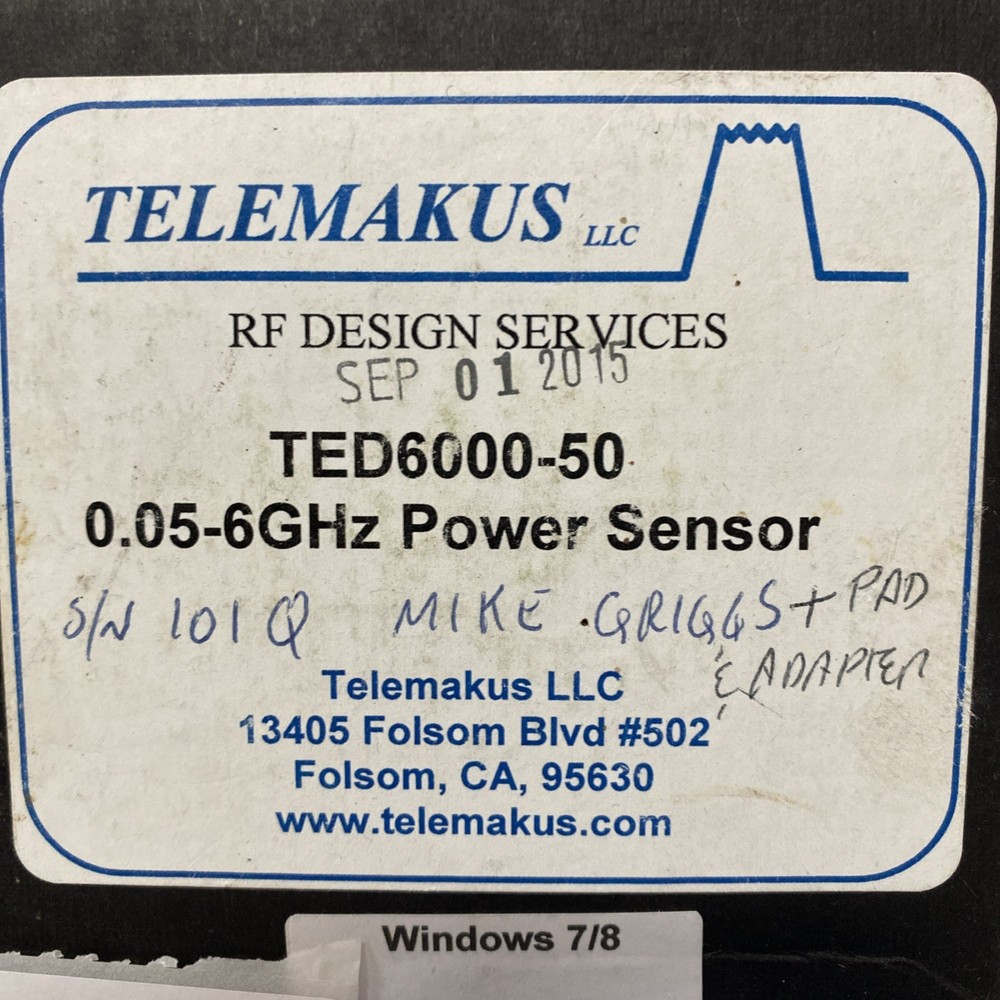 TELEMAKUS LLC
RF DESIGN SERVICES
SEP 01 2015
TED6000-50
0.05-6GHz Power Sensor
S/N 101Q MIKE GRIGGS + PAD
& ADAPTER
Telemakus LLC
13405 Folsom Blvd #502
Folsom, CA, 95630
www.telemakus.com
Windows 7/8